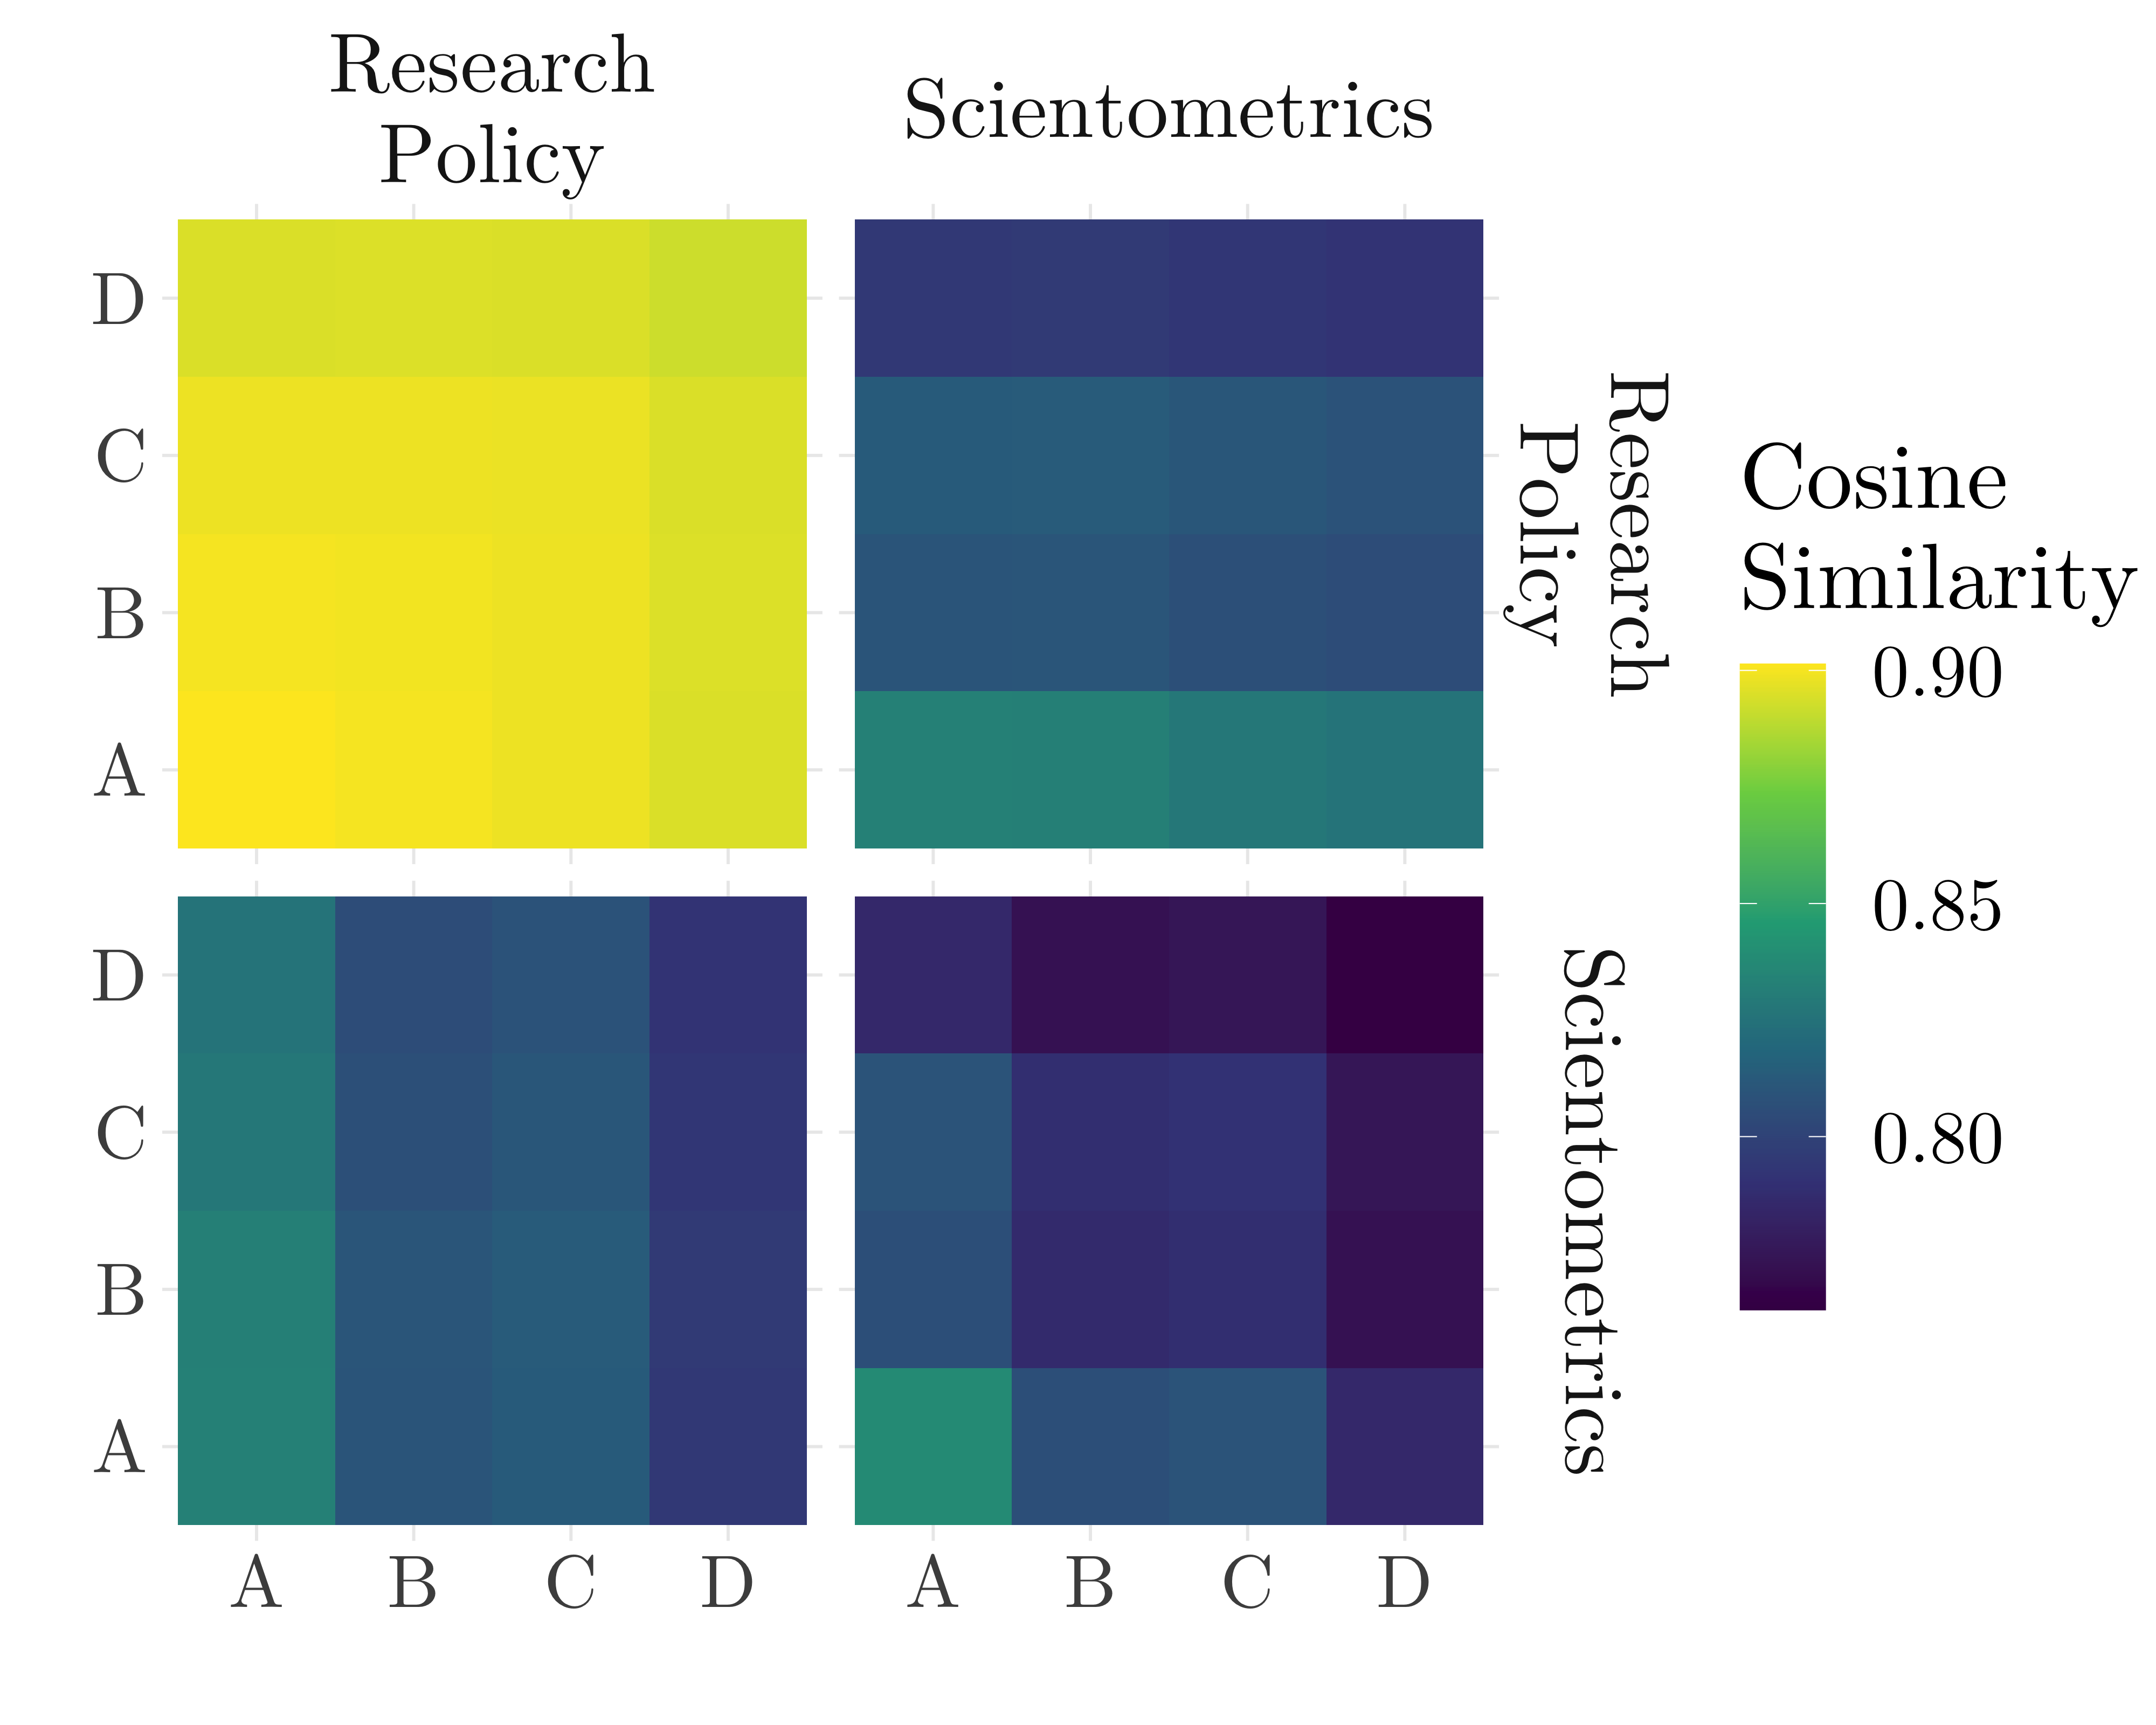 Research
Policy
Scientometrics
D
C
B
A
Research
Policy
D
C
B
A
Scientometrics
A B C D
A B C D
Cosine
Similarity
0.90
0.85
0.80